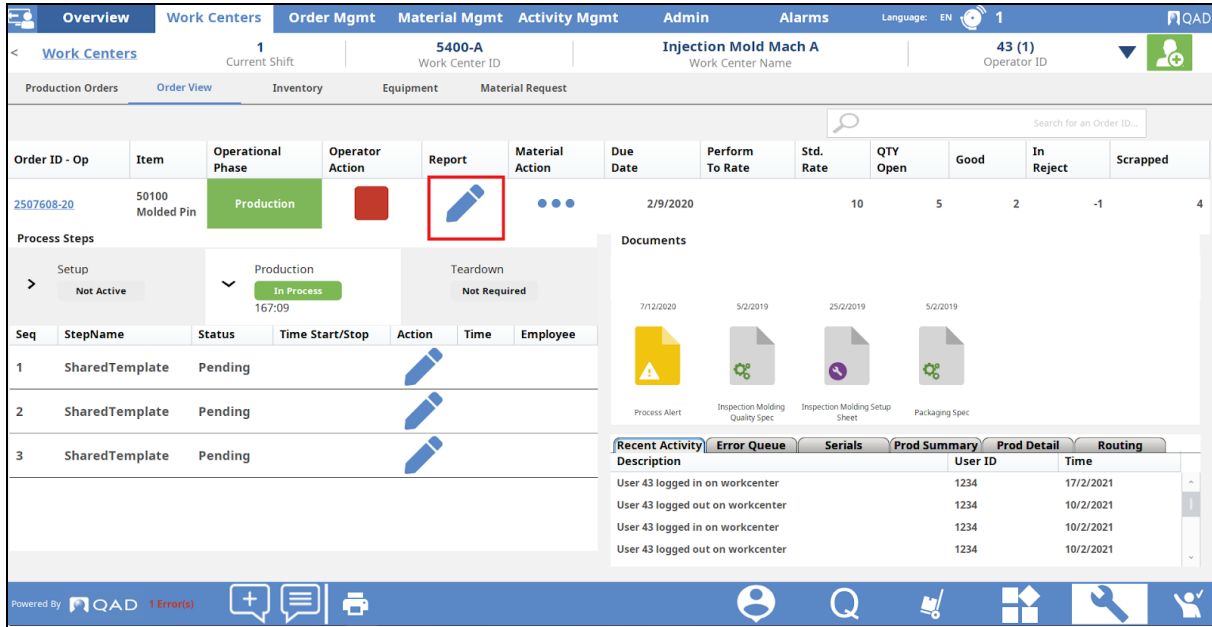 Overview Work Centers Order Mgmt Material Mgmt Activity Mgmt Admin Alarms Language: EN 1 QAD
< Work Centers 1 5400-A Injection Mold Mach A 43 (1)
Current Shift Work Center ID Work Center Name Operator ID
Production Orders Order View Inventory Equipment Material Request
Search for an Order ID...
Order ID - Op Item Operational Phase Operator Action Report Material Action Due Date Perform To Rate Std. Rate QTY Open Good In Reject Scrapped
2507608-20 50100 Molded Pin Production 2/9/2020 10 5 2 -1 4
Process Steps
Setup Production Teardown
Not Active In Process Not Required
167:09
Seq StepName Status Time Start/Stop Action Time Employee
1 SharedTemplate Pending
2 SharedTemplate Pending
3 SharedTemplate Pending
Documents
7/12/2020 5/2/2019 25/2/2019 5/2/2019
Process Alert Inspection Molding Quality Spec Inspection Molding Setup Sheet Packaging Spec
Recent Activity Error Queue Serials Prod Summary Prod Detail Routing
Description User ID Time
User 43 logged in on workcenter 1234 17/2/2021
User 43 logged out on workcenter 1234 10/2/2021
User 43 logged in on workcenter 1234 10/2/2021
User 43 logged out on workcenter 1234 10/2/2021
Powered By QAD 1 Error(s) Q